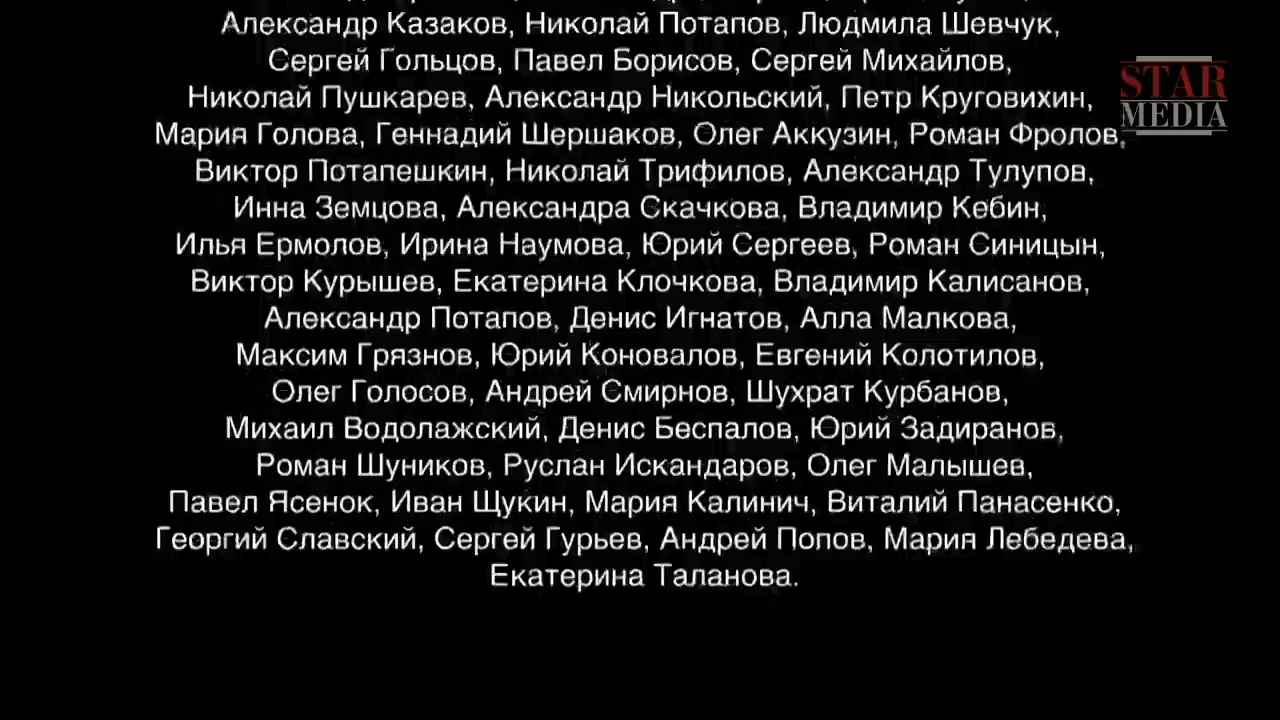 Александр Казаков, Николай Потапов, Людмила Шевчук,
Сергей Гольцов, Павел Борисов, Сергей Михайлов,
Николай Пушкарев, Александр Никольский, Петр Круговихин,
Мария Голова, Геннадий Шершаков, Олег Аккузин, Роман Фролов,
Виктор Потапешкин, Николай Трифилов, Александр Тулупов,
Инна Земцова, Александра Скачкова, Владимир Кебин,
Илья Ермолов, Ирина Наумова, Юрий Сергеев, Роман Синицын,
Виктор Курышев, Екатерина Клочкова, Владимир Калисанов,
Александр Потапов, Денис Игнатов, Алла Малкова,
Максим Грязнов, Юрий Коновалов, Евгений Колотилов,
Олег Голосов, Андрей Смирнов, Шухрат Курбанов,
Михаил Водолажский, Денис Беспалов, Юрий Задиранов,
Роман Шуников, Руслан Искандаров, Олег Малышев,
Павел Ясенок, Иван Щукин, Мария Калинич, Виталий Панасенко,
Георгий Славский, Сергей Гурьев, Андрей Попов, Мария Лебедева,
Екатерина Таланова.
STAR
MEDIA